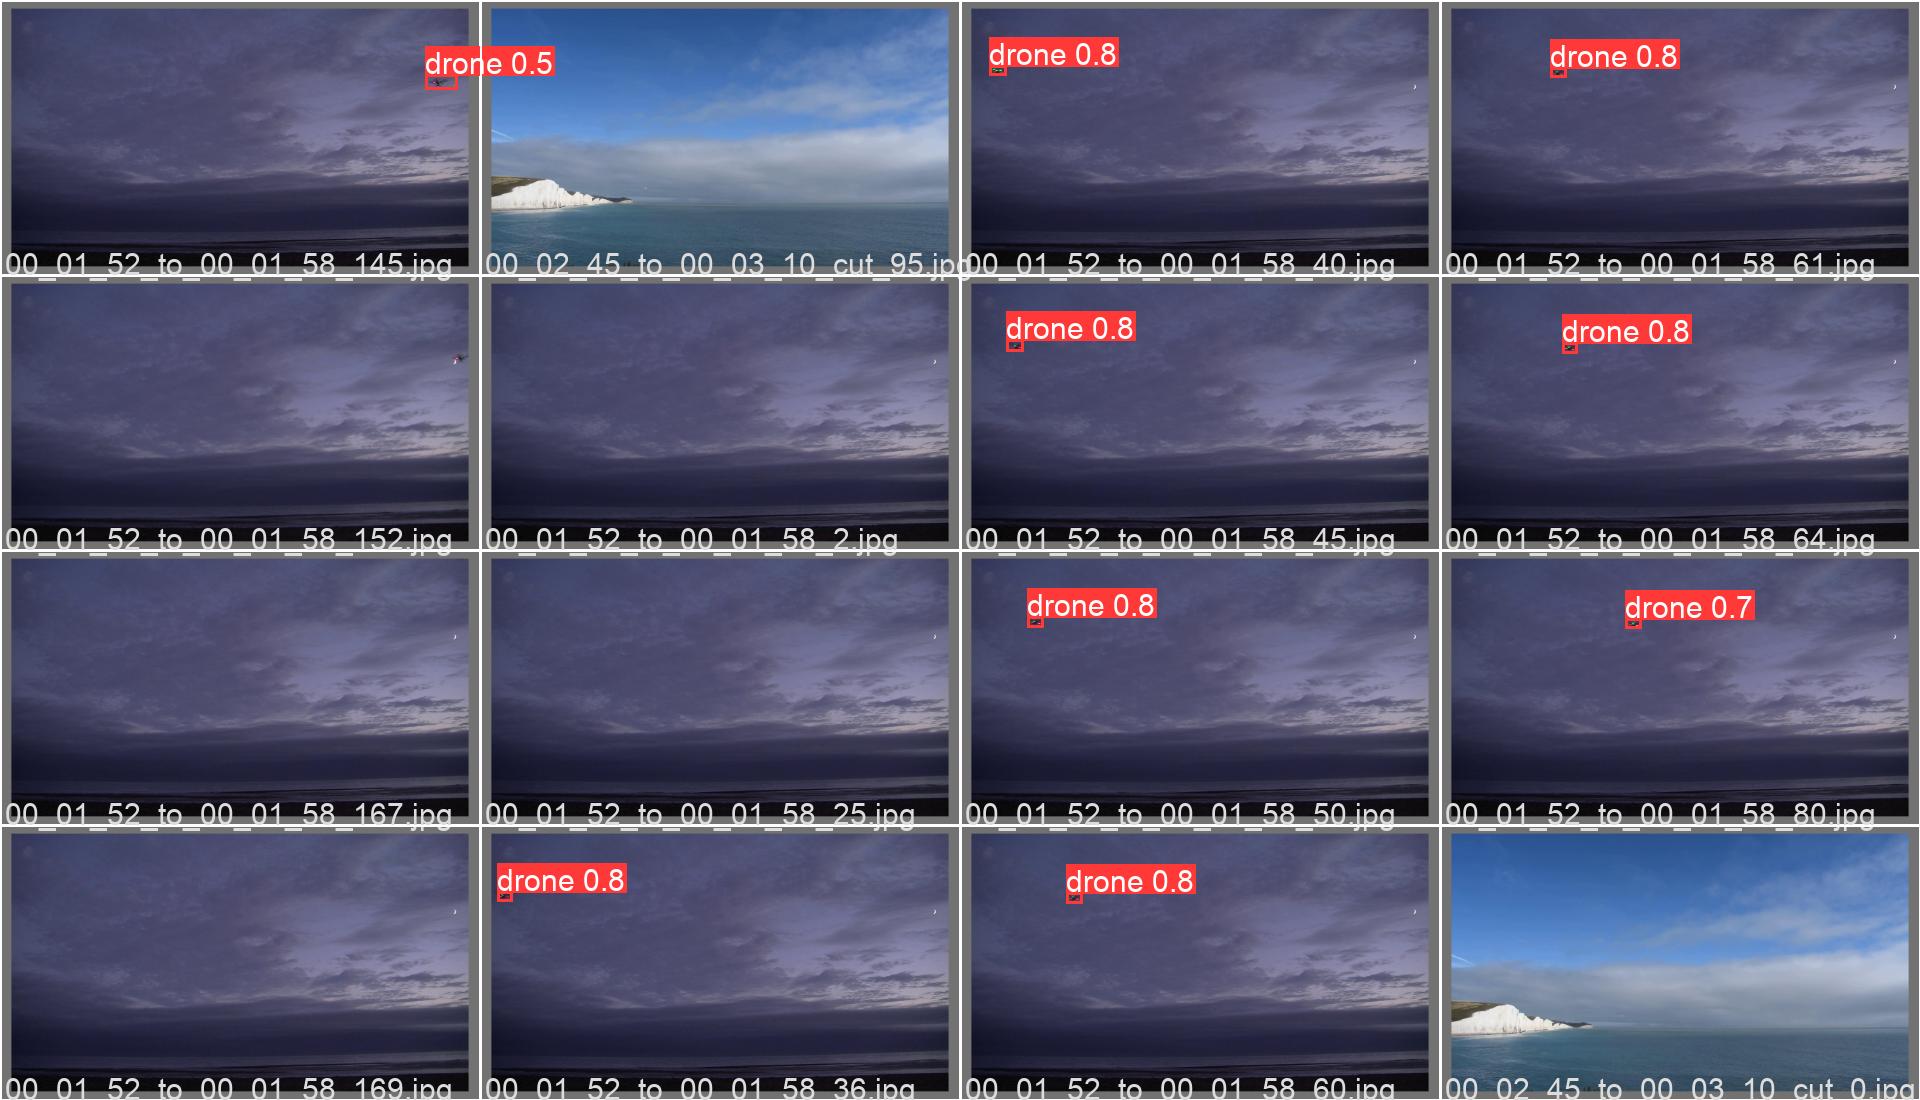 drone 0.5
drone 0.8
drone 0.8
00_01_52_to_00_01_58_145.jpg
00_02_45_to_00_03_10_cut_95.jpg
00_01_52_to_00_01_58_40.jpg
00_01_52_to_00_01_58_61.jpg
drone 0.8
drone 0.8
00_01_52_to_00_01_58_152.jpg
00_01_52_to_00_01_58_2.jpg
00_01_52_to_00_01_58_45.jpg
00_01_52_to_00_01_58_64.jpg
drone 0.8
drone 0.7
00_01_52_to_00_01_58_167.jpg
00_01_52_to_00_01_58_25.jpg
00_01_52_to_00_01_58_50.jpg
00_01_52_to_00_01_58_80.jpg
drone 0.8
drone 0.8
00_01_52_to_00_01_58_169.jpg
00_01_52_to_00_01_58_36.jpg
00_01_52_to_00_01_58_60.jpg
00_02_45_to_00_03_10_cut_0.jpg